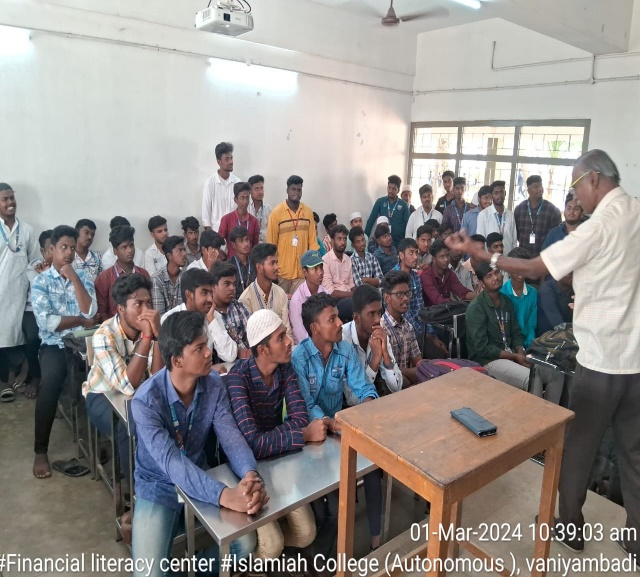 01-Mar-2024 10:39:03 am
#Financial literacy center #Islamiah College (Autonomous ), vaniyambadi